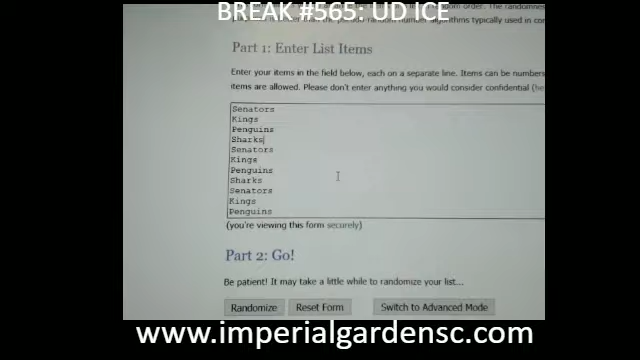 BREAK #565: UD ICE
Part 1: Enter List Items
Enter your items in the field below, each on a separate line. Items can be numbers
items are allowed. Please don't enter anything you would consider confidential
Senators
Kings
Penguins
Sharks
Senators
Kings
Penguins
Sharks
Senators
Kings
Penguins
(you're viewing this form securely)
Part 2: Go!
Be patient! It may take a little while to randomize your list...
Randomize Reset Form Switch to Advanced Mode
www.imperialgardensc.com